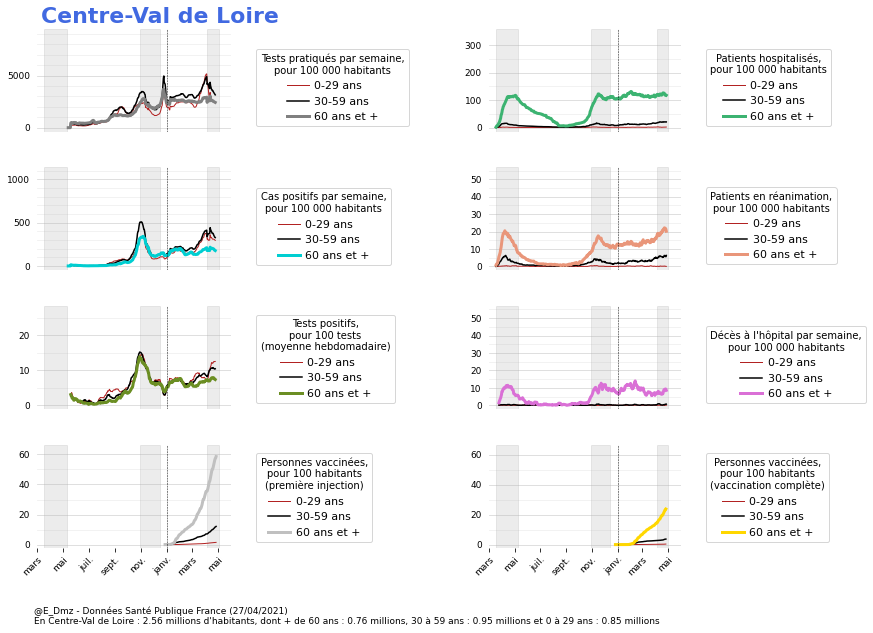 Centre-Val de Loire
5000
0
Tests pratiqués par semaine,
pour 100 000 habitants
0-29 ans
30-59 ans
60 ans et +
300
200
100
0
Patients hospitalisés,
pour 100 000 habitants
0-29 ans
30-59 ans
60 ans et +
1000
500
0
Cas positifs par semaine,
pour 100 000 habitants
0-29 ans
30-59 ans
60 ans et +
50
40
30
20
10
0
Patients en réanimation,
pour 100 000 habitants
0-29 ans
30-59 ans
60 ans et +
20
10
0
Tests positifs,
pour 100 tests
(moyenne hebdomadaire)
0-29 ans
30-59 ans
60 ans et +
50
40
30
20
10
0
Décès à l'hôpital par semaine,
pour 100 000 habitants
0-29 ans
30-59 ans
60 ans et +
60
40
20
0
mars
mai
juil.
sept.
nov.
janv.
mars
mai
Personnes vaccinées,
pour 100 habitants
(première injection)
0-29 ans
30-59 ans
60 ans et +
60
40
20
0
mars
mai
juil.
sept.
nov.
janv.
mars
mai
Personnes vaccinées,
pour 100 habitants
(vaccination complète)
0-29 ans
30-59 ans
60 ans et +
@E_Dmz - Données Santé Publique France (27/04/2021)
En Centre-Val de Loire : 2.56 millions d'habitants, dont + de 60 ans : 0.76 millions, 30 à 59 ans : 0.95 millions et 0 à 29 ans : 0.85 millions